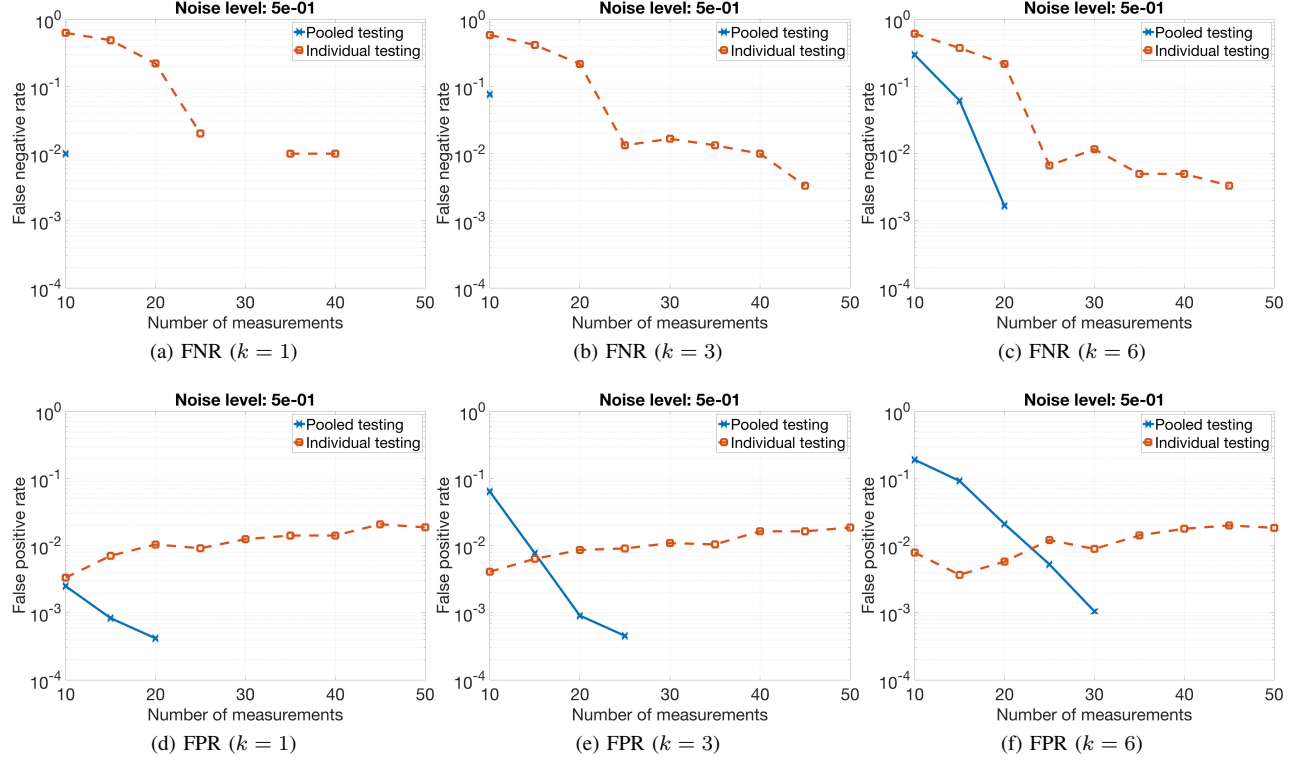 Noise level: 5e-01
Pooled testing
Individual testing
False negative rate
10^0
10^-1
10^-2
10^-3
10^-4
10 20 30 40 50
Number of measurements
(a) FNR (k = 1)
Noise level: 5e-01
Pooled testing
Individual testing
False negative rate
10^0
10^-1
10^-2
10^-3
10^-4
10 20 30 40 50
Number of measurements
(b) FNR (k = 3)
Noise level: 5e-01
Pooled testing
Individual testing
False negative rate
10^0
10^-1
10^-2
10^-3
10^-4
10 20 30 40 50
Number of measurements
(c) FNR (k = 6)
Noise level: 5e-01
Pooled testing
Individual testing
False positive rate
10^0
10^-1
10^-2
10^-3
10^-4
10 20 30 40 50
Number of measurements
(d) FPR (k = 1)
Noise level: 5e-01
Pooled testing
Individual testing
False positive rate
10^0
10^-1
10^-2
10^-3
10^-4
10 20 30 40 50
Number of measurements
(e) FPR (k = 3)
Noise level: 5e-01
Pooled testing
Individual testing
False positive rate
10^0
10^-1
10^-2
10^-3
10^-4
10 20 30 40 50
Number of measurements
(f) FPR (k = 6)